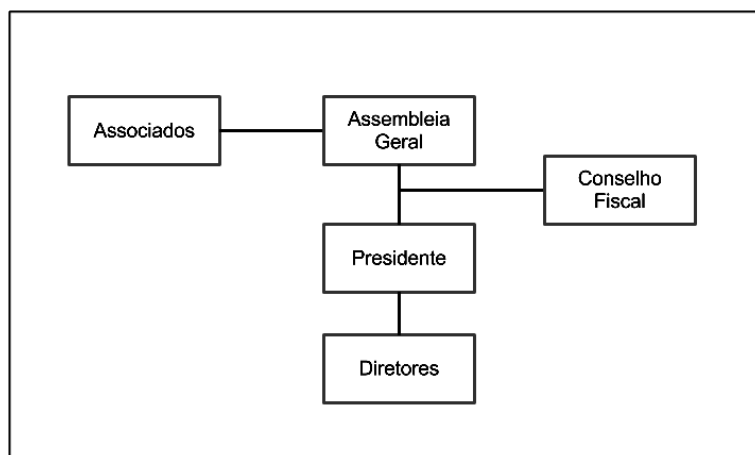 Associados
Assembleia
Geral
Conselho
Fiscal
Presidente
Diretores